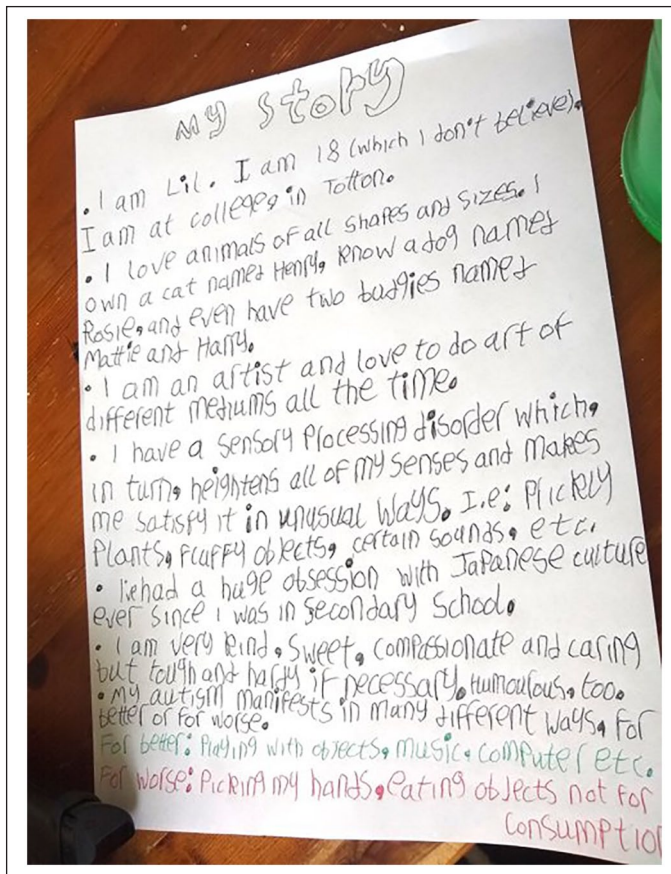 My Story
• I am Lil. I am 18 (which I don't believe).
I am at college, in Totton.
• I love animals of all shapes and sizes. I
own a cat named Henry, know a dog named
Rosie, and even have two budgies named
Mattie and Harry.
• I am an artist and love to do art of
different mediums all the time.
• I have a sensory processing disorder which,
in turn, heightens all of my senses and makes
me satisfy it in unusual ways. I.e: Prickly
plants, fluffy objects, certain sounds, etc.
• I've had a huge obsession with Japanese culture
ever since I was in secondary school.
• I am very kind, sweet, compassionate and caring
but tough and hardy if necessary. Humourous, too.
• My autism manifests in many different ways, for
better or for worse.
For better: Playing with objects, music, computer etc.
For worse: Picking my hands, eating objects not for
consumption